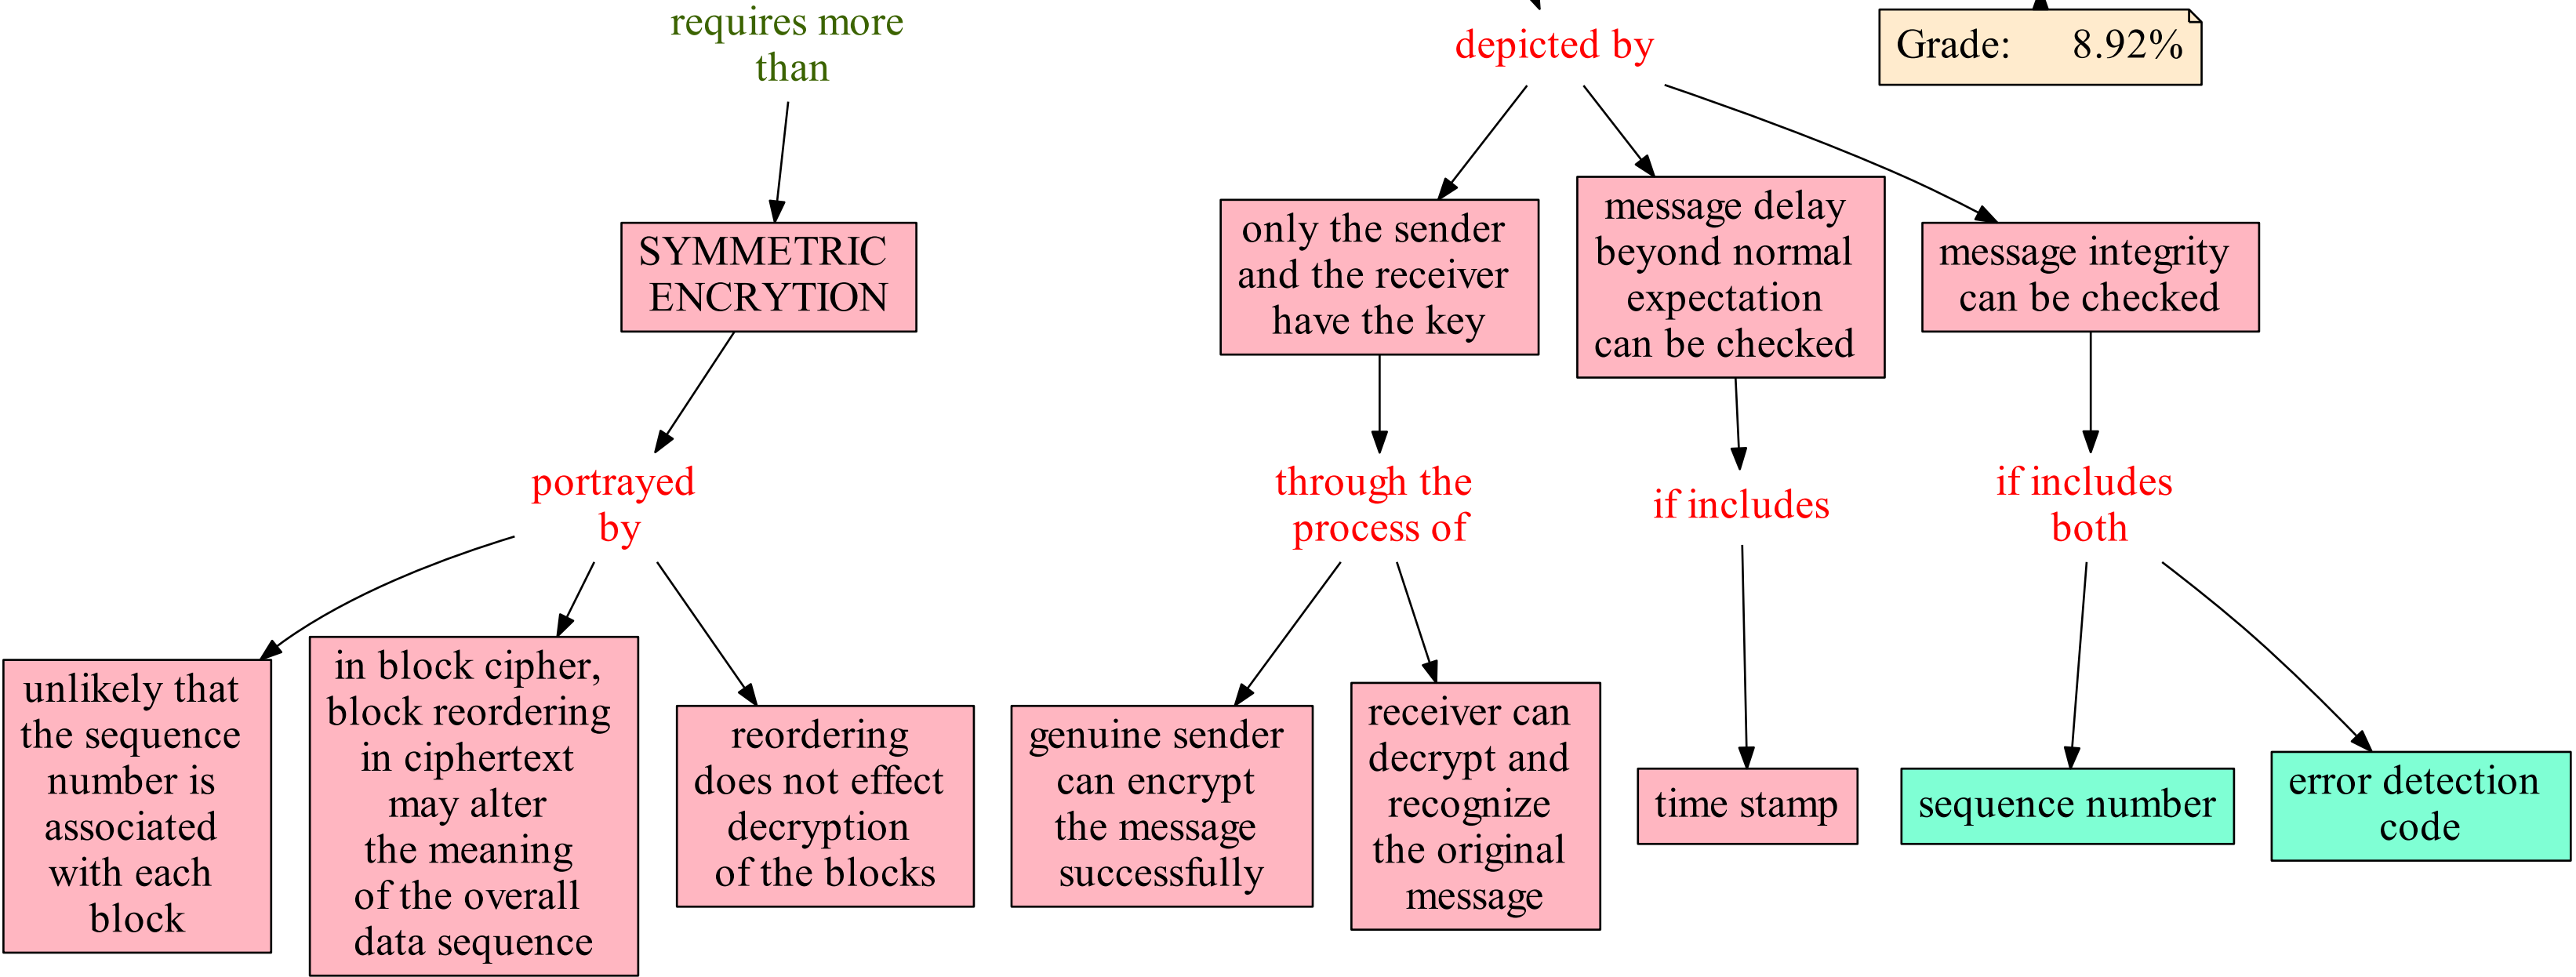 requires more
than
depicted by
Grade: 8.92%
SYMMETRIC
ENCRYTION
only the sender
and the receiver
have the key
message delay
beyond normal
expectation
can be checked
message integrity
can be checked
portrayed
by
through the
process of
if includes
if includes
both
unlikely that
the sequence
number is
associated
with each
block
in block cipher,
block reordering
in ciphertext
may alter
the meaning
of the overall
data sequence
reordering
does not effect
decryption
of the blocks
genuine sender
can encrypt
the message
successfully
receiver can
decrypt and
recognize
the original
message
time stamp
sequence number
error detection
code